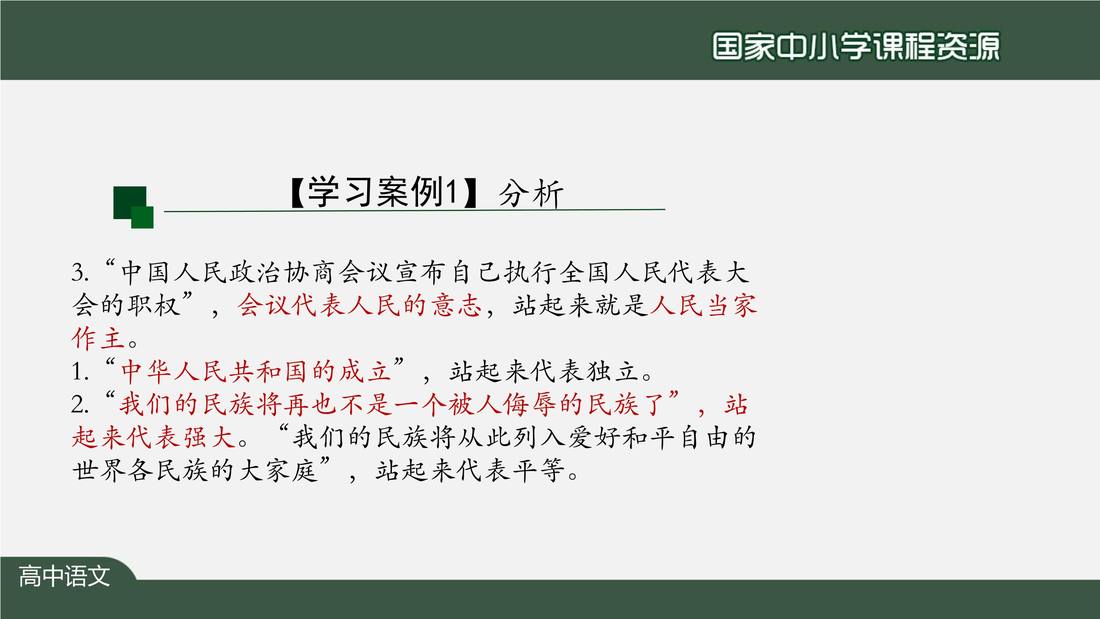 国家中小学课程资源
【学习案例1】分析
3.“中国人民政治协商会议宣布自己执行全国人民代表大
会的职权”，会议代表人民的意志，站起来就是人民当家
作主。
1.“中华人民共和国的成立”，站起来代表独立。
2.“我们的民族将再也不是一个被人侮辱的民族了”，站
起来代表强大。“我们的民族将从此列入爱好和平自由的
世界各民族的大家庭”，站起来代表平等。
高中语文